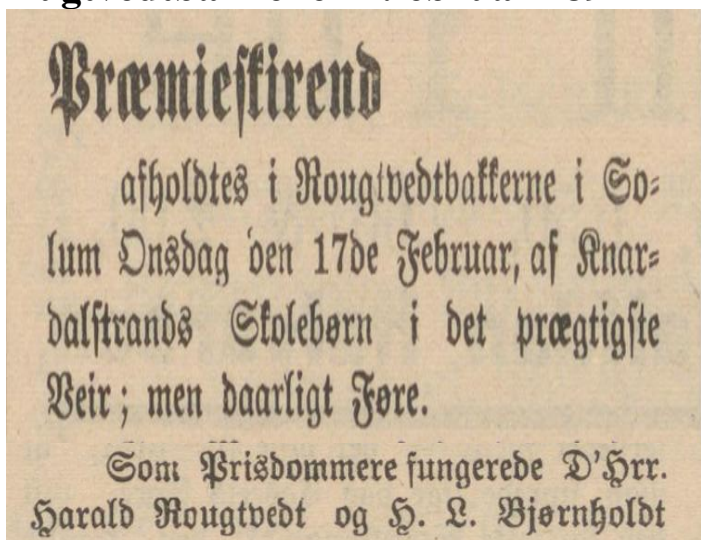 Præmieskirend
afholdtes i Rougtvedtbakkerne i So-
lum Onsdag den 17de Februar, af Knar-
dalstrands Skolebørn i det prægtigste
Veir; men daarligt Føre.
Som Prisdommere fungerede D'Hrr.
Harald Rougtvedt og H. L. Bjørnholdt